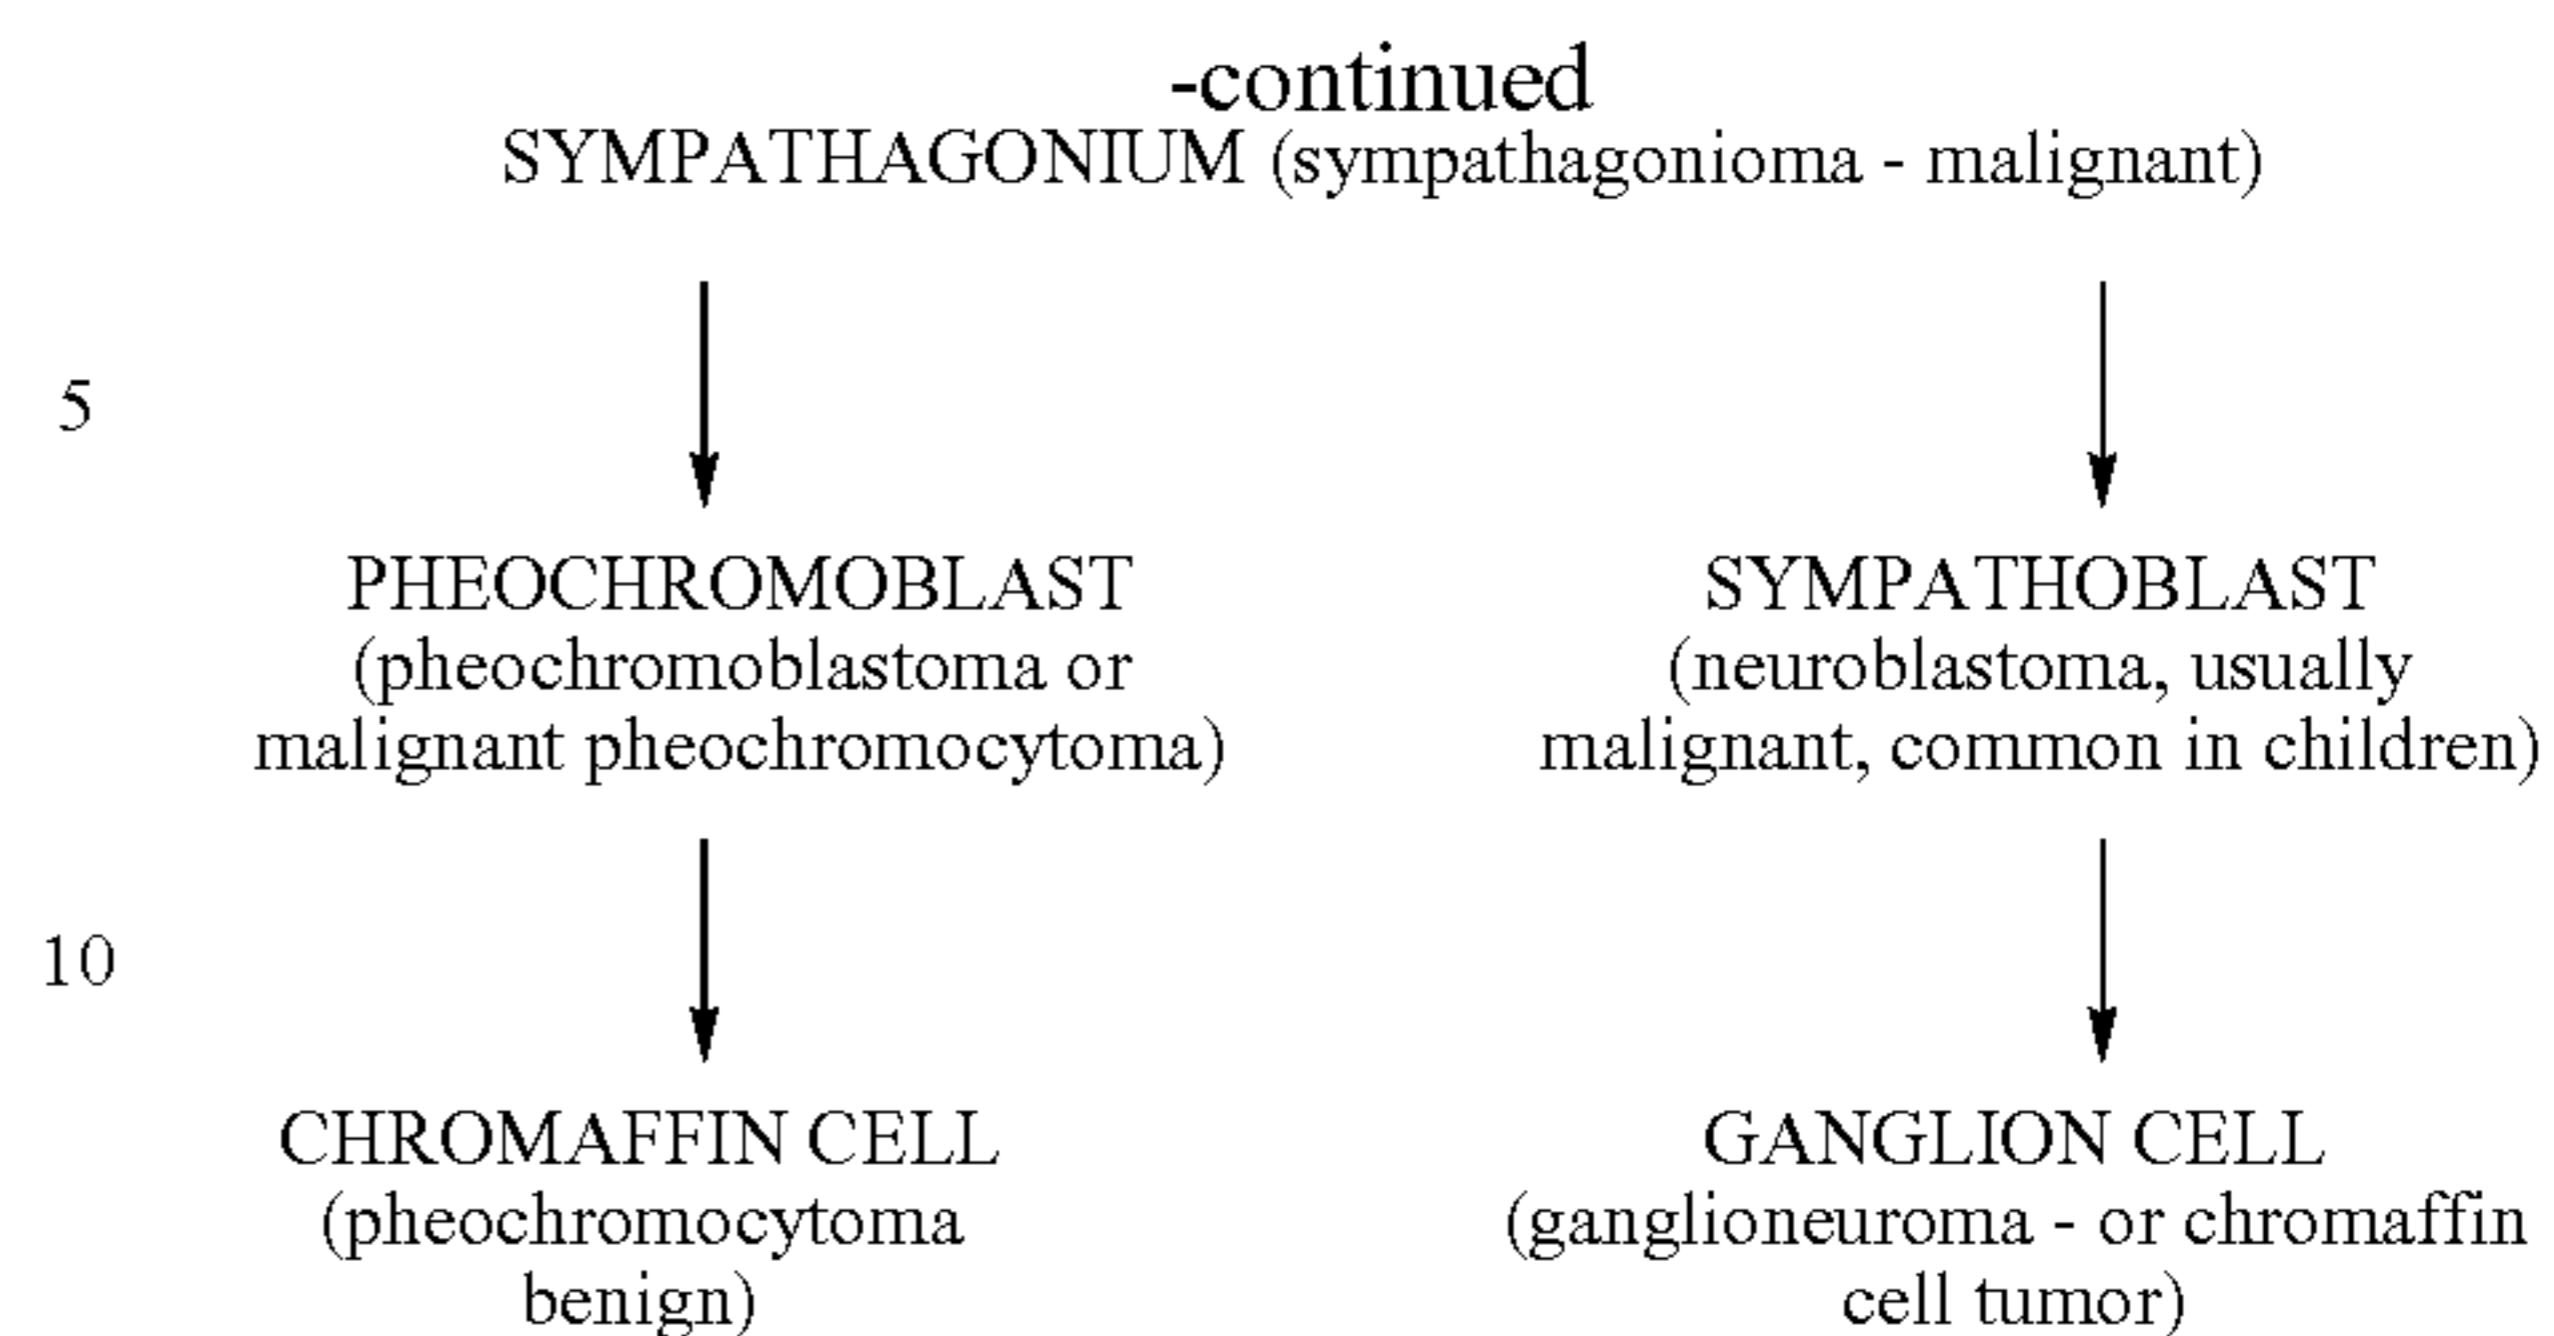 -continued
SYMPATHAGONIUM (sympathagonioma - malignant)
5
PHEOCHROMOBLAST
(pheochromoblastoma or
malignant pheochromocytoma)
SYMPATHOBLAST
(neuroblastoma, usually
malignant, common in children)
10
CHROMAFFIN CELL
(pheochromocytoma
benign)
GANGLION CELL
(ganglioneuroma - or chromaffin
cell tumor)